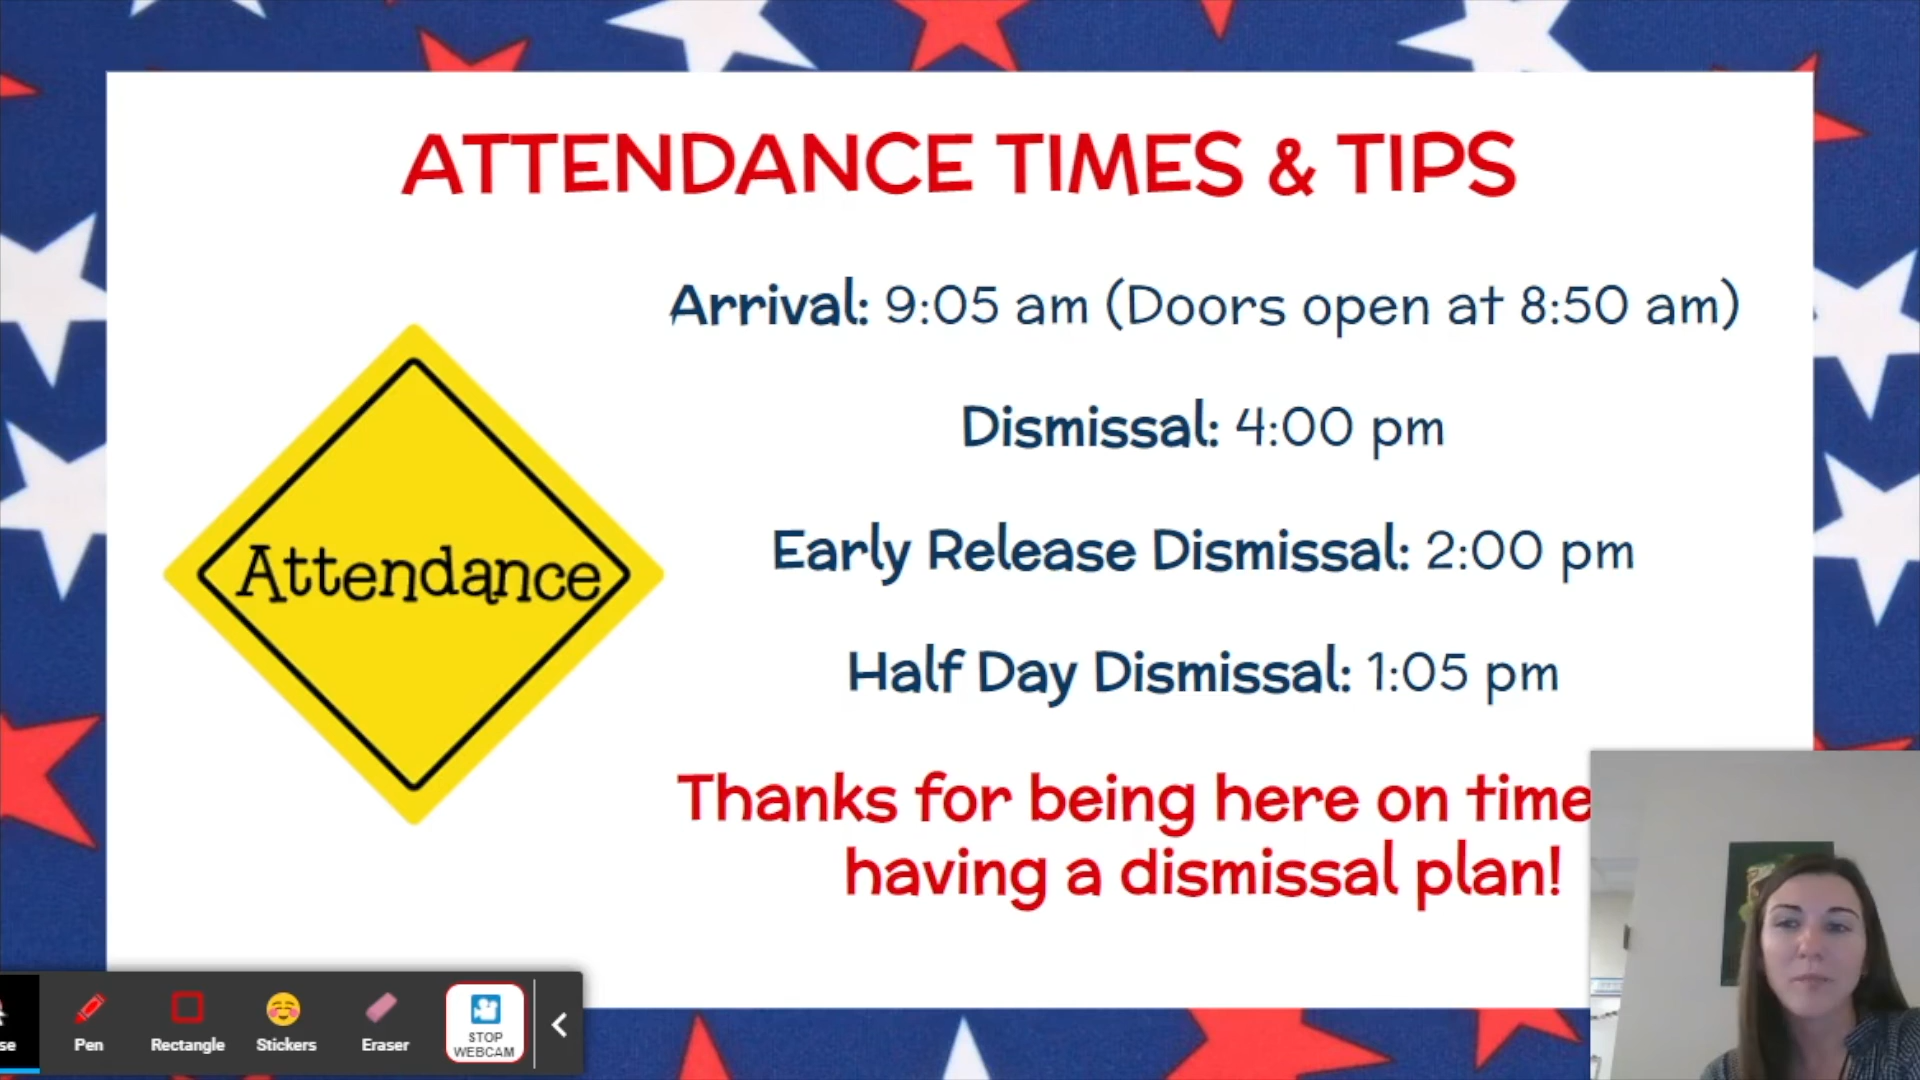 ATTENDANCE TIMES & TIPS
Arrival: 9:05 am (Doors open at 8:50 am)
Dismissal: 4:00 pm
Attendance
Early Release Dismissal: 2:00 pm
Half Day Dismissal: 1:05 pm
Thanks for being here on time
having a dismissal plan!
Pen
Rectangle
Stickers
Eraser
STOP
WEBCAM